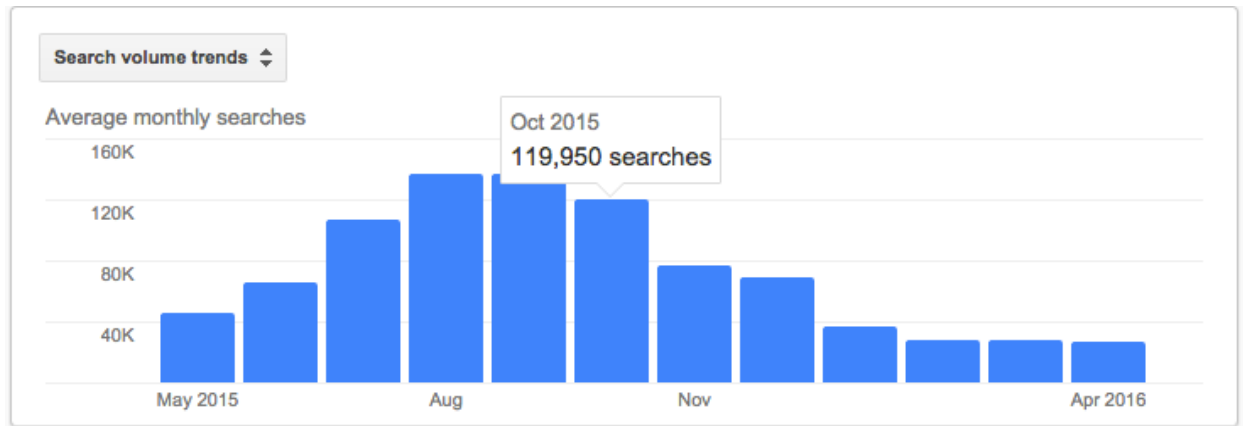 Search volume trends
Average monthly searches
Oct 2015
119,950 searches
160K
120K
80K
40K
May 2015
Aug
Nov
Apr 2016